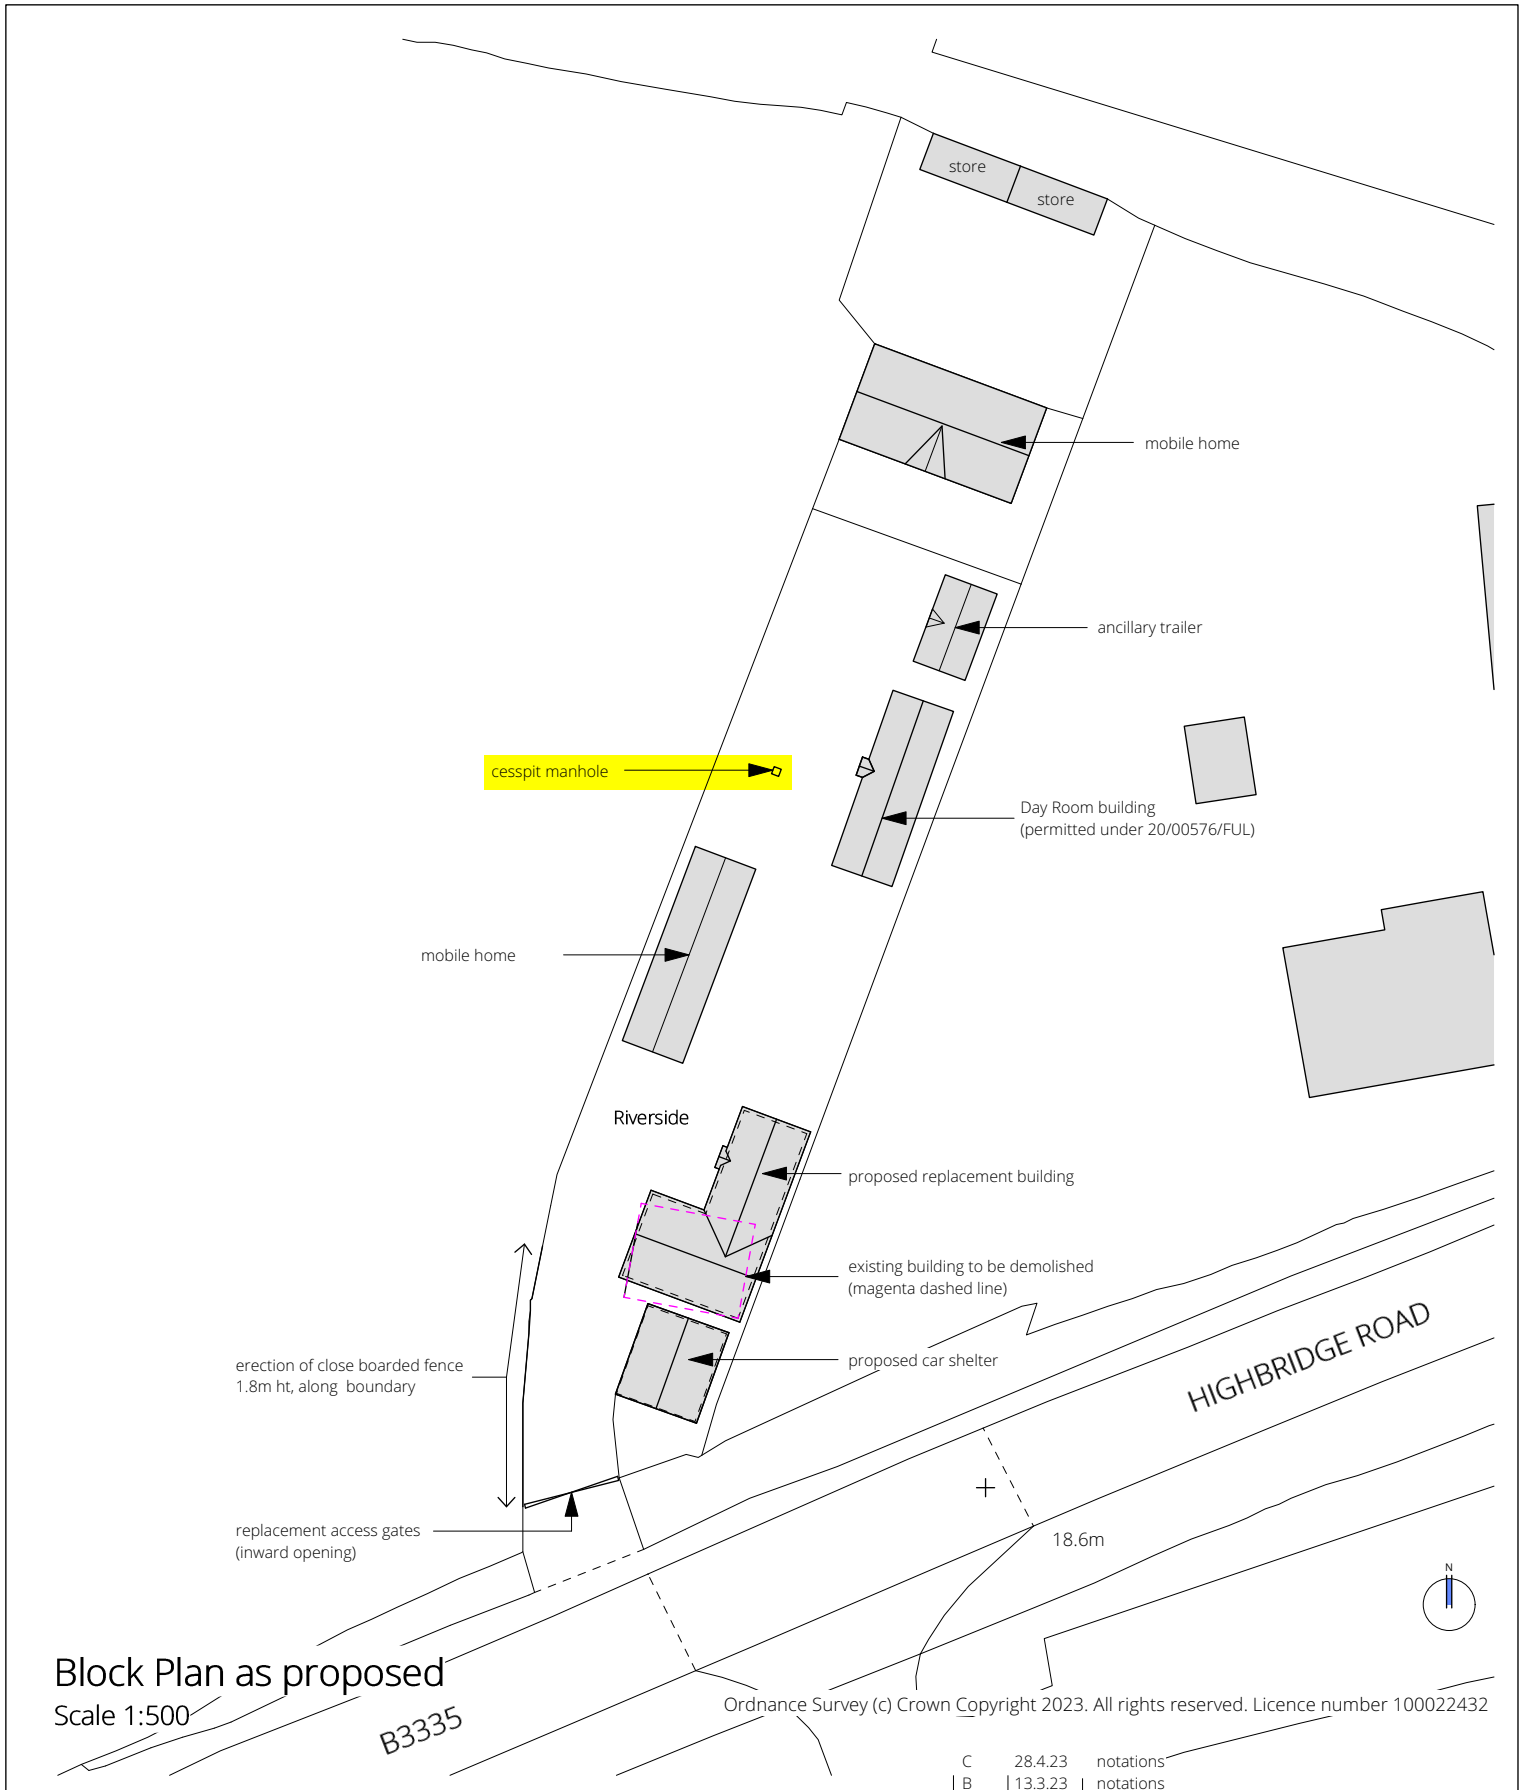 store
store
mobile home
ancillary trailer
cesspit manhole
Day Room building
(permitted under 20/00576/FUL)
mobile home
Riverside
proposed replacement building
existing building to be demolished
(magenta dashed line)
HIGHBRIDGE ROAD
proposed car shelter
erection of close boarded fence
1.8m ht, along boundary
replacement access gates
(inward opening)
18.6m
N
Block Plan as proposed
Scale 1:500
B3335
Ordnance Survey (c) Crown Copyright 2023. All rights reserved. Licence number 100022432
C 28.4.23 notations
B 13.3.23 notations